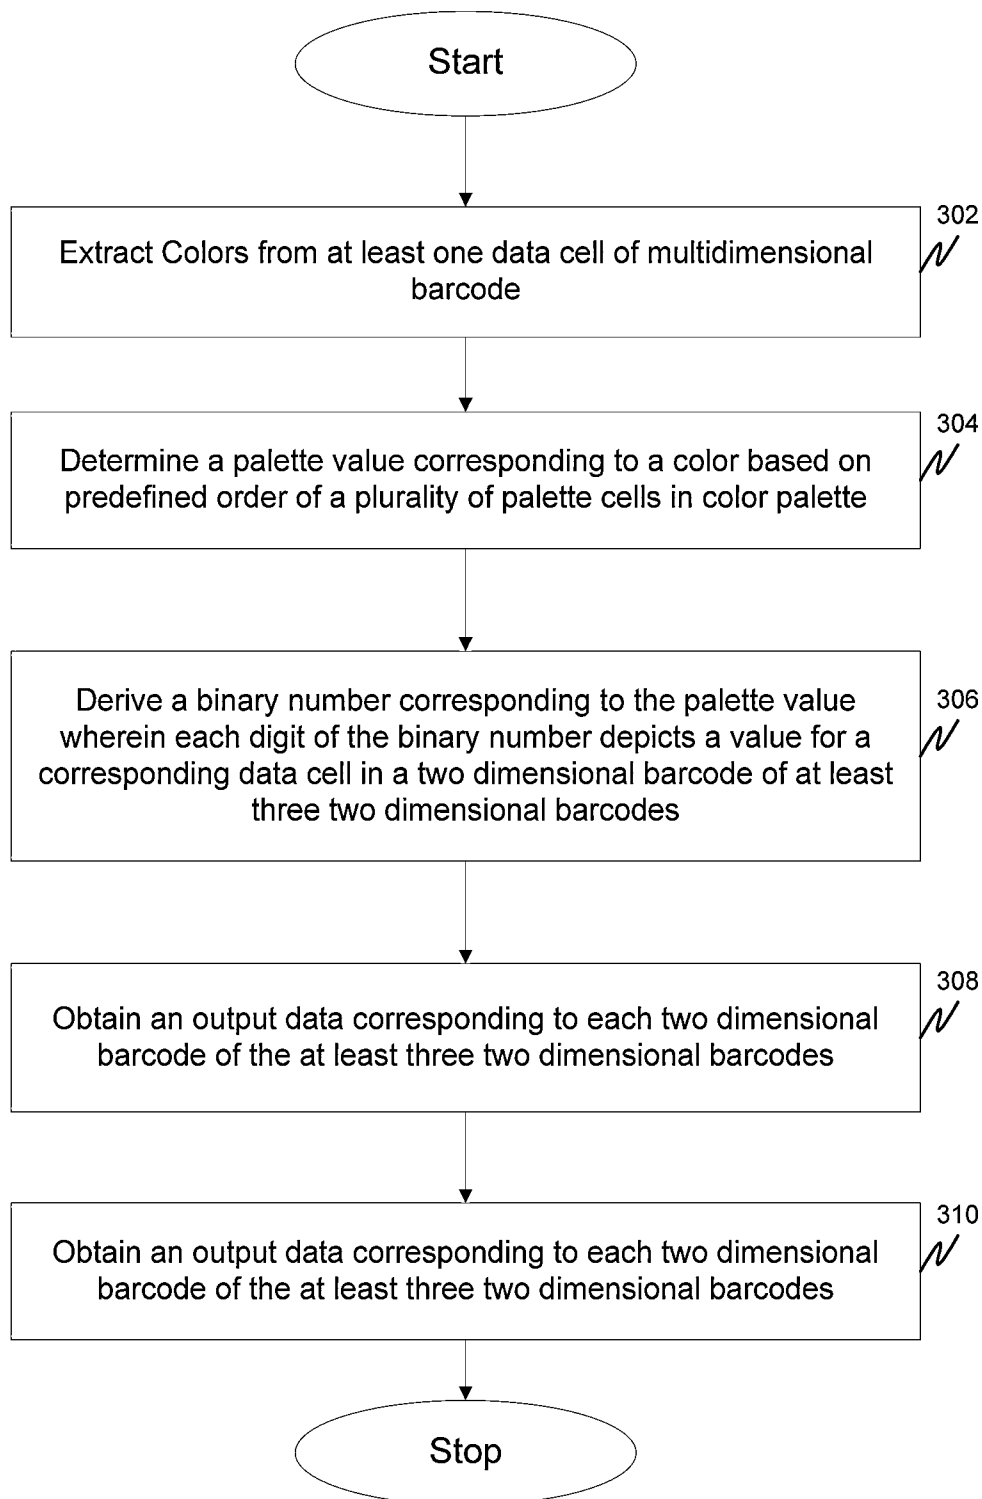 Start
302
Extract Colors from at least one data cell of multidimensional
barcode
304
Determine a palette value corresponding to a color based on
predefined order of a plurality of palette cells in color palette
306
Derive a binary number corresponding to the palette value
wherein each digit of the binary number depicts a value for a
corresponding data cell in a two dimensional barcode of at least
three two dimensional barcodes
308
Obtain an output data corresponding to each two dimensional
barcode of the at least three two dimensional barcodes
310
Obtain an output data corresponding to each two dimensional
barcode of the at least three two dimensional barcodes
Stop